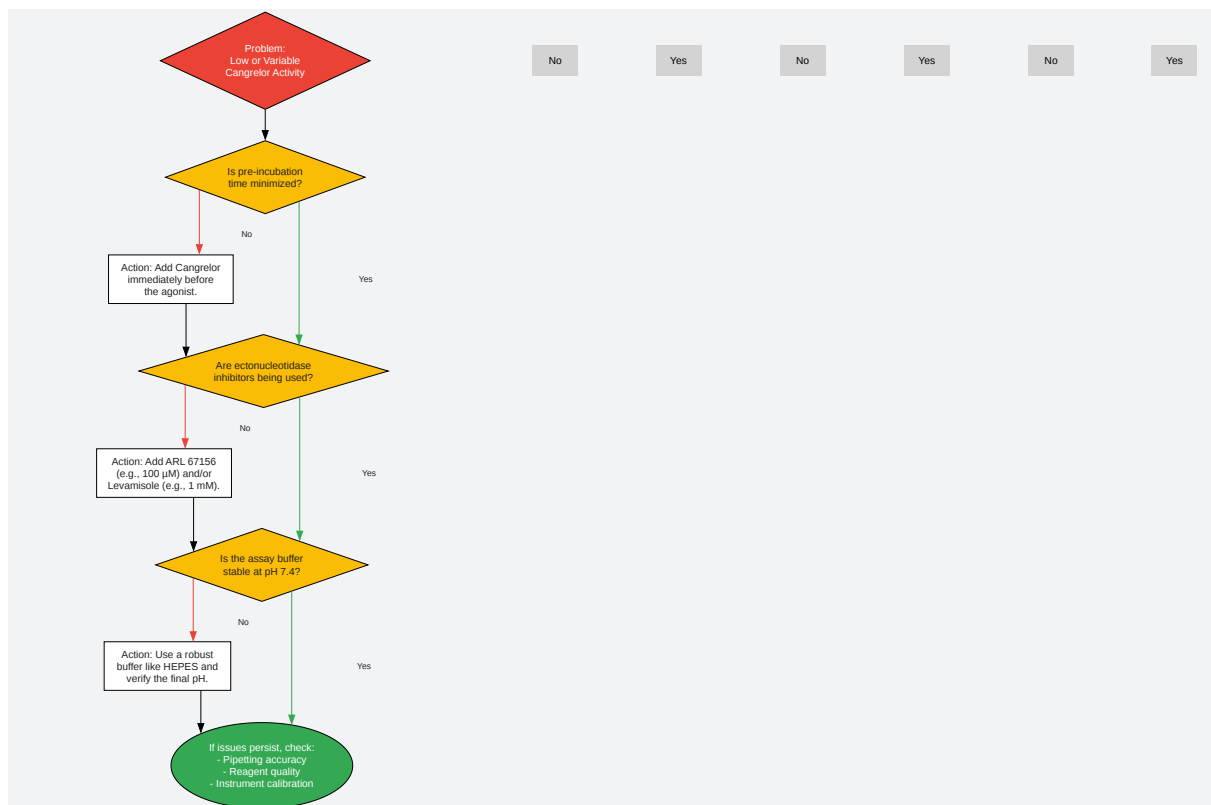 Problem:
Low or Variable
Cangrelor Activity
No
Yes
No
Yes
No
Yes
Is pre-incubation
time minimized?
No
Action: Add Cangrelor
immediately before
the agonist.
Yes
Are ectonucleotidase
inhibitors being used?
No
Action: Add ARL 67156
(e.g., 100 µM) and/or
Levamisole (e.g., 1 mM).
Yes
Is the assay buffer
stable at pH 7.4?
No
Action: Use a robust
buffer like HEPES and
verify the final pH.
Yes
If issues persist, check:
- Pipetting accuracy
- Reagent quality
- Instrument calibration